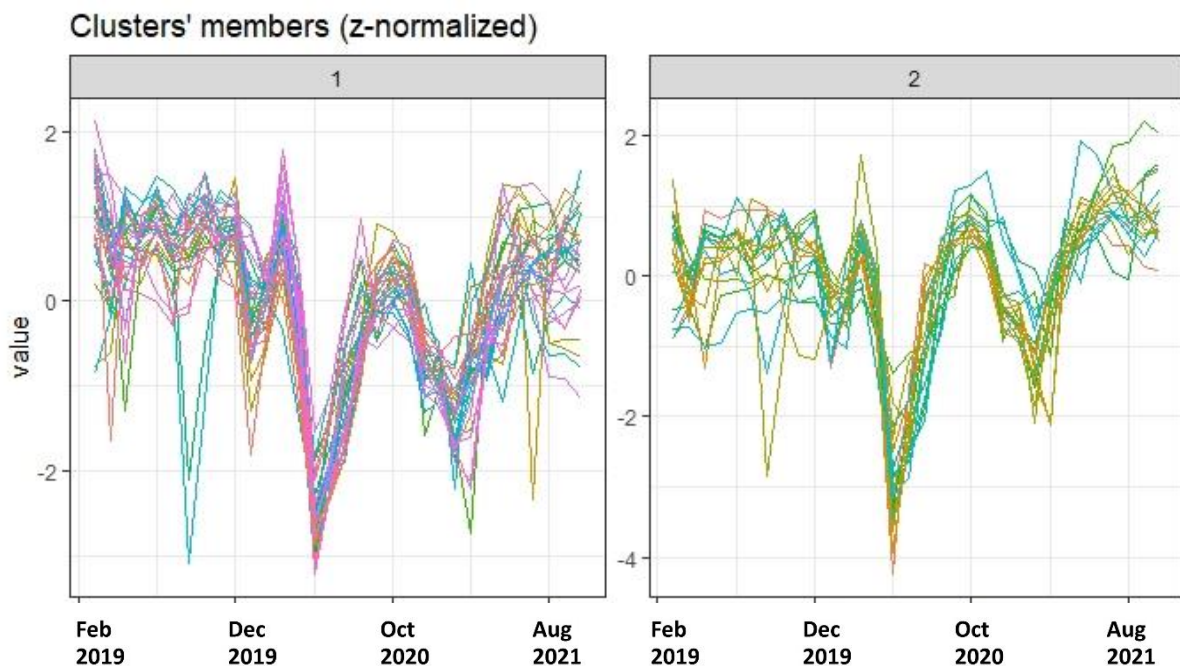 Clusters' members (z-normalized)
1
2
value
2
0
-2
2
0
-2
-4
Feb 2019
Dec 2019
Oct 2020
Aug 2021
Feb 2019
Dec 2019
Oct 2020
Aug 2021